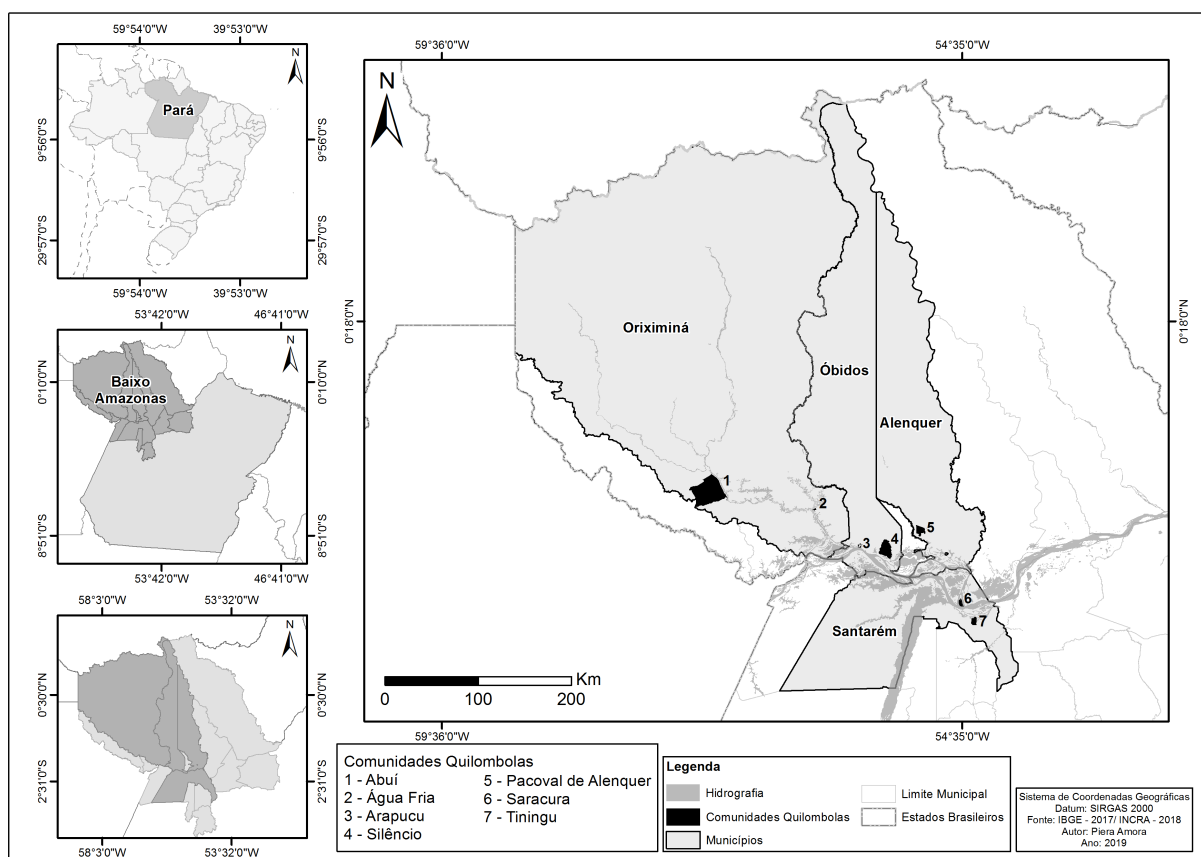 59°54'0"W 39°53'0"W
N
Pará
9°56'0"S 9°56'0"S
29°57'0"S 29°57'0"S
59°54'0"W 39°53'0"W
53°42'0"W 46°41'0"W
N
Baixo
Amazonas
0°10'0"N 0°10'0"N
8°51'0"S 8°51'0"S
53°42'0"W 46°41'0"W
58°3'0"W 53°32'0"W
N
0°30'0"N 0°30'0"N
2°31'0"S 2°31'0"S
58°3'0"W 53°32'0"W
59°36'0"W 54°35'0"W
N
0°18'0"N 0°18'0"N
Oriximiná
Óbidos
Alenquer
1
2
5
3 4
6
7
Santarém
Km
0 100 200
59°36'0"W 54°35'0"W
Comunidades Quilombolas
1 - Abuí
2 - Água Fria
3 - Arapucu
4 - Silêncio
5 - Pacoval de Alenquer
6 - Saracura
7 - Tiningu
Legenda
Hidrografia
Comunidades Quilombolas
Municípios
Limite Municipal
Estados Brasileiros
Sistema de Coordenadas Geográficas
Datum: SIRGAS 2000
Fonte: IBGE - 2017/ INCRA - 2018
Autor: Piera Amora
Ano: 2019